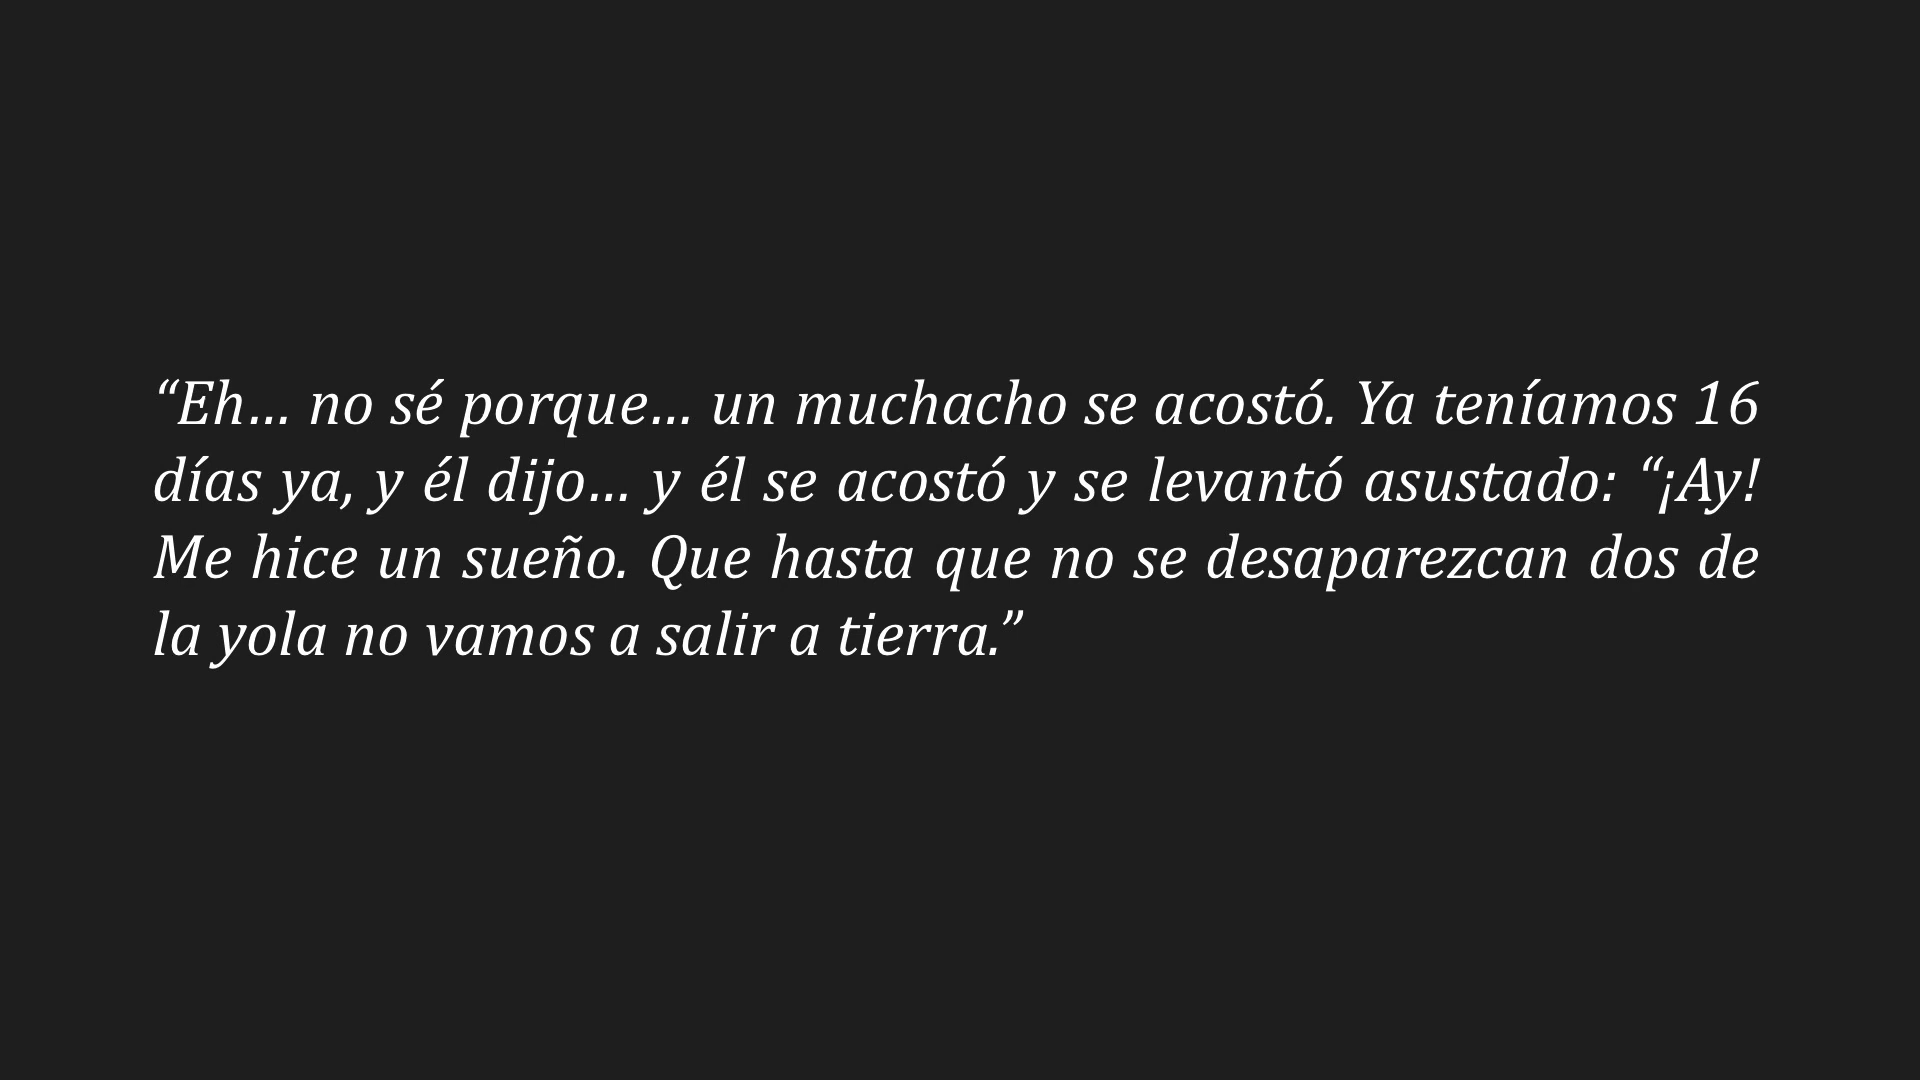 “Eh… no sé porque… un muchacho se acostó. Ya teníamos 16
días ya, y él dijo… y él se acostó y se levantó asustado: “¡Ay!
Me hice un sueño. Que hasta que no se desaparezcan dos de
la yola no vamos a salir a tierra.”